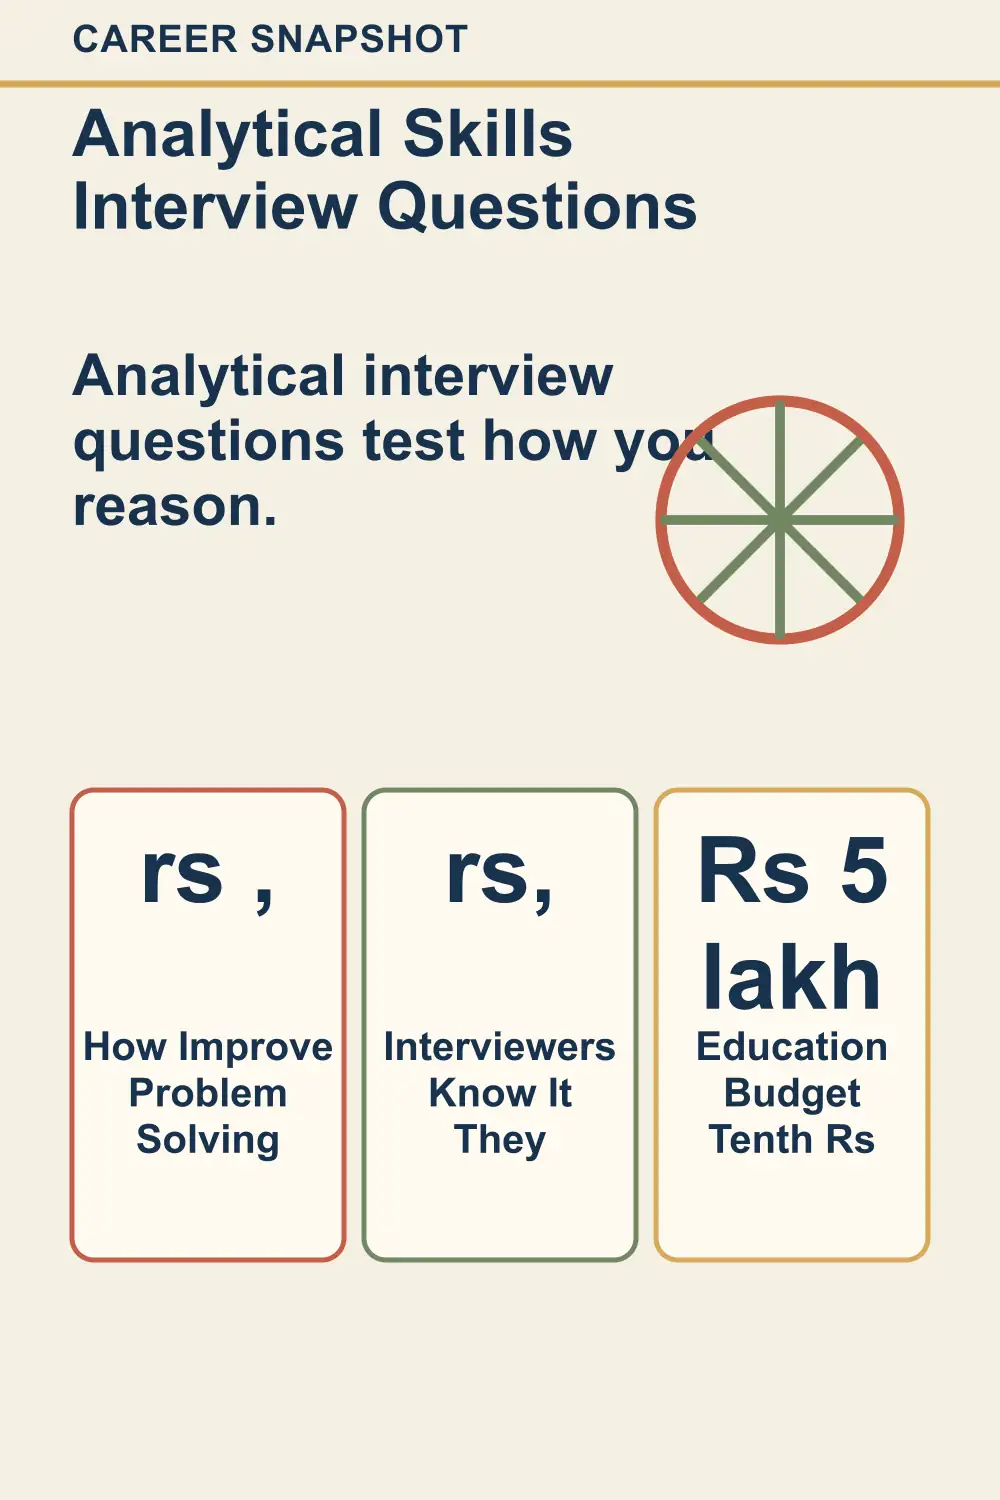 CAREER SNAPSHOT
Analytical Skills
Interview Questions
Analytical interview
questions test how you
reason.
rs ,
How Improve
Problem
Solving
rs,
Interviewers
Know It
They
Rs 5
lakh
Education
Budget
Tenth Rs